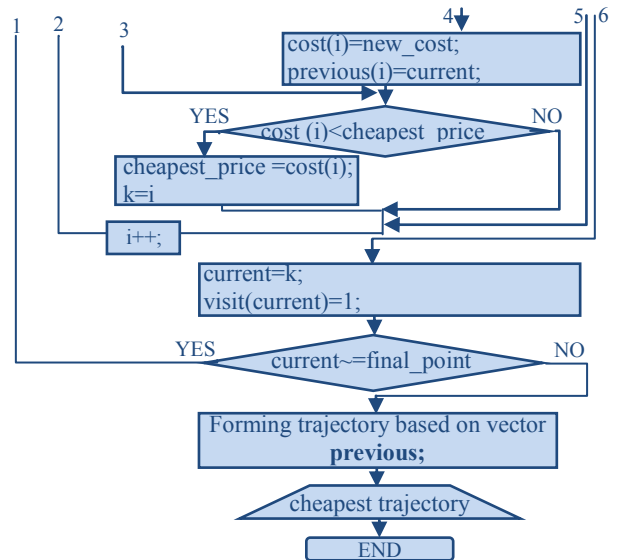 1
2
3
4
5
6
cost(i)=new_cost;
previous(i)=current;
YES
NO
cost (i)<cheapest_price
cheapest_price =cost(i);
k=i
i++;
current=k;
visit(current)=1;
YES
NO
current~=final_point
Forming trajectory based on vector
previous;
cheapest trajectory
END